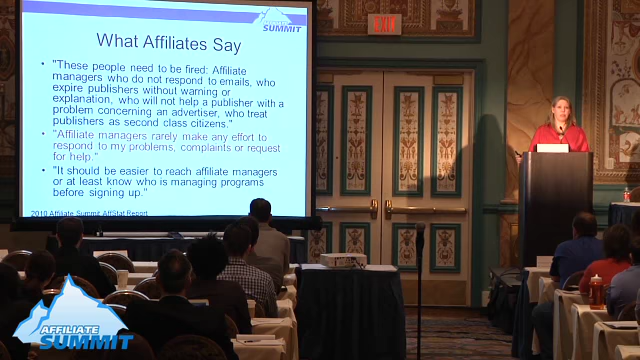 AFFILIATE
SUMMIT
EXIT
What Affiliates Say
• "These people need to be fired: Affiliate
managers who do not respond to emails, who
expire publishers without warning or
explanation, who will not help a publisher with a
problem concerning an advertiser, who treat
publishers as second class citizens."
• "Affiliate managers rarely make any effort to
respond to my problems, complaints or request
for help."
• "It should be easier to reach affiliate managers
or at least know who is managing programs
before signing up."
2010 Affiliate Summit AffStat Report
AFFILIATE
SUMMIT